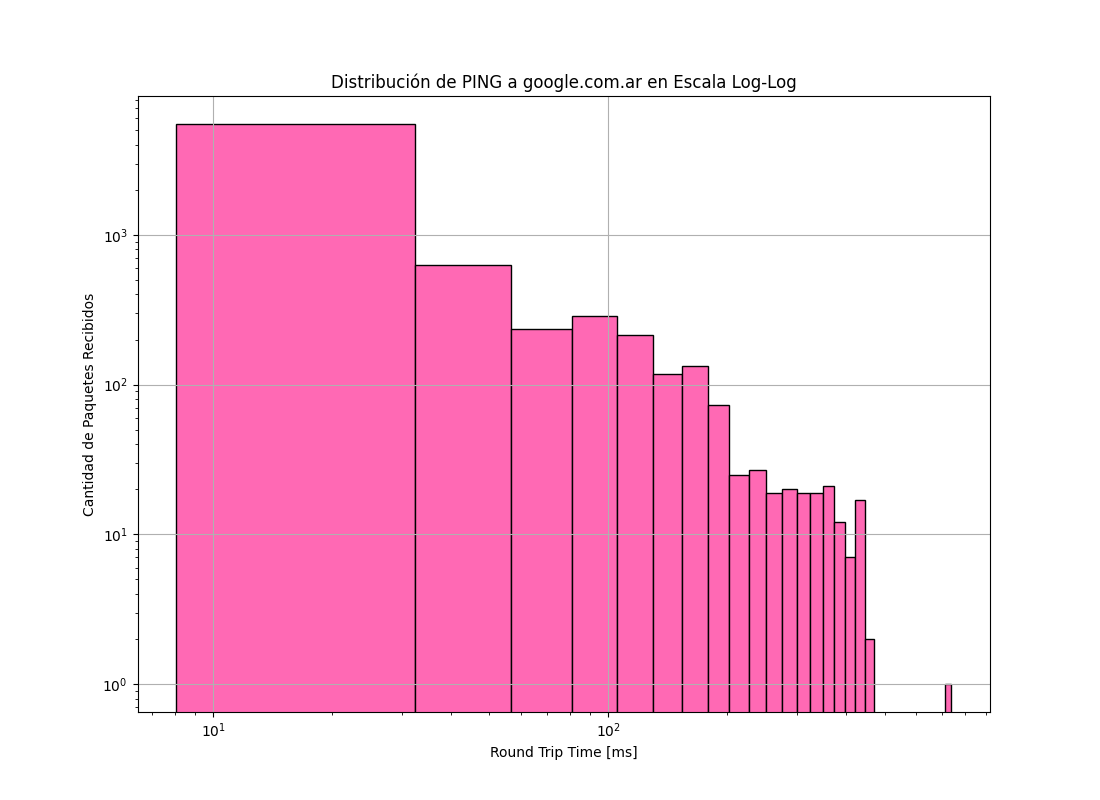 Distribución de PING a google.com.ar en Escala Log-Log
Cantidad de Paquetes Recibidos
10³
10²
10¹
10⁰
10¹
10²
Round Trip Time [ms]